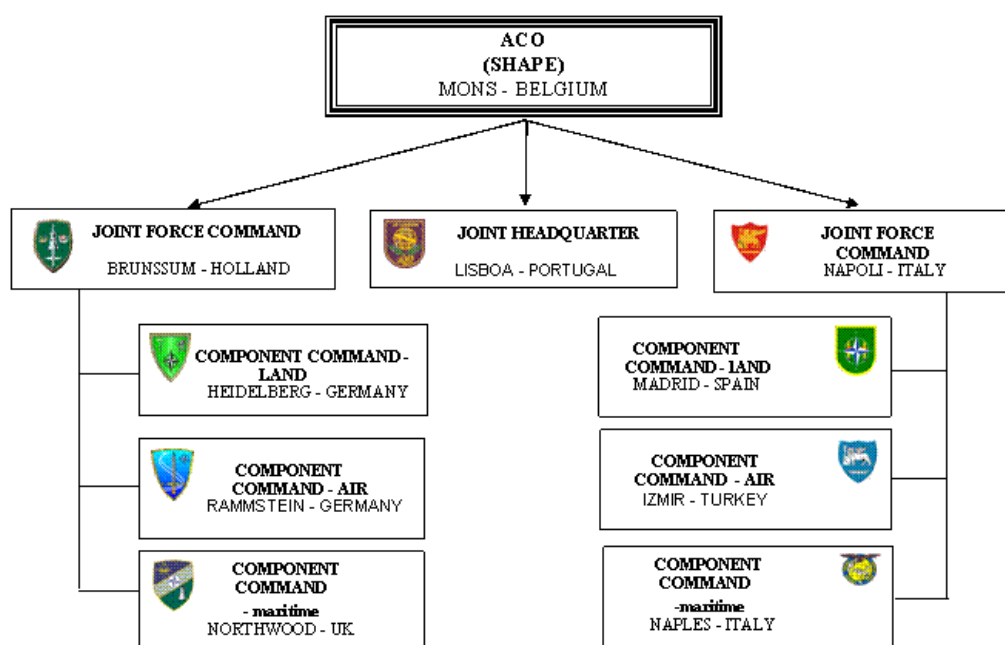 ACO
(SHAPE)
MONS - BELGIUM
JOINT FORCE COMMAND
BRUNSSUM - HOLLAND
JOINT HEADQUARTER
LISBOA - PORTUGAL
JOINT FORCE
COMMAND
NAPOLI - ITALY
COMPONENT COMMAND -
LAND
HEIDELBERG - GERMANY
COMPONENT
COMMAND - AIR
RAMMSTEIN - GERMANY
COMPONENT
COMMAND
- maritime
NORTHWOOD - UK
COMPONENT
COMMAND - LAND
MADRID - SPAIN
COMPONENT
COMMAND - AIR
IZMIR - TURKEY
COMPONENT
COMMAND
-maritime
NAPLES - ITALY